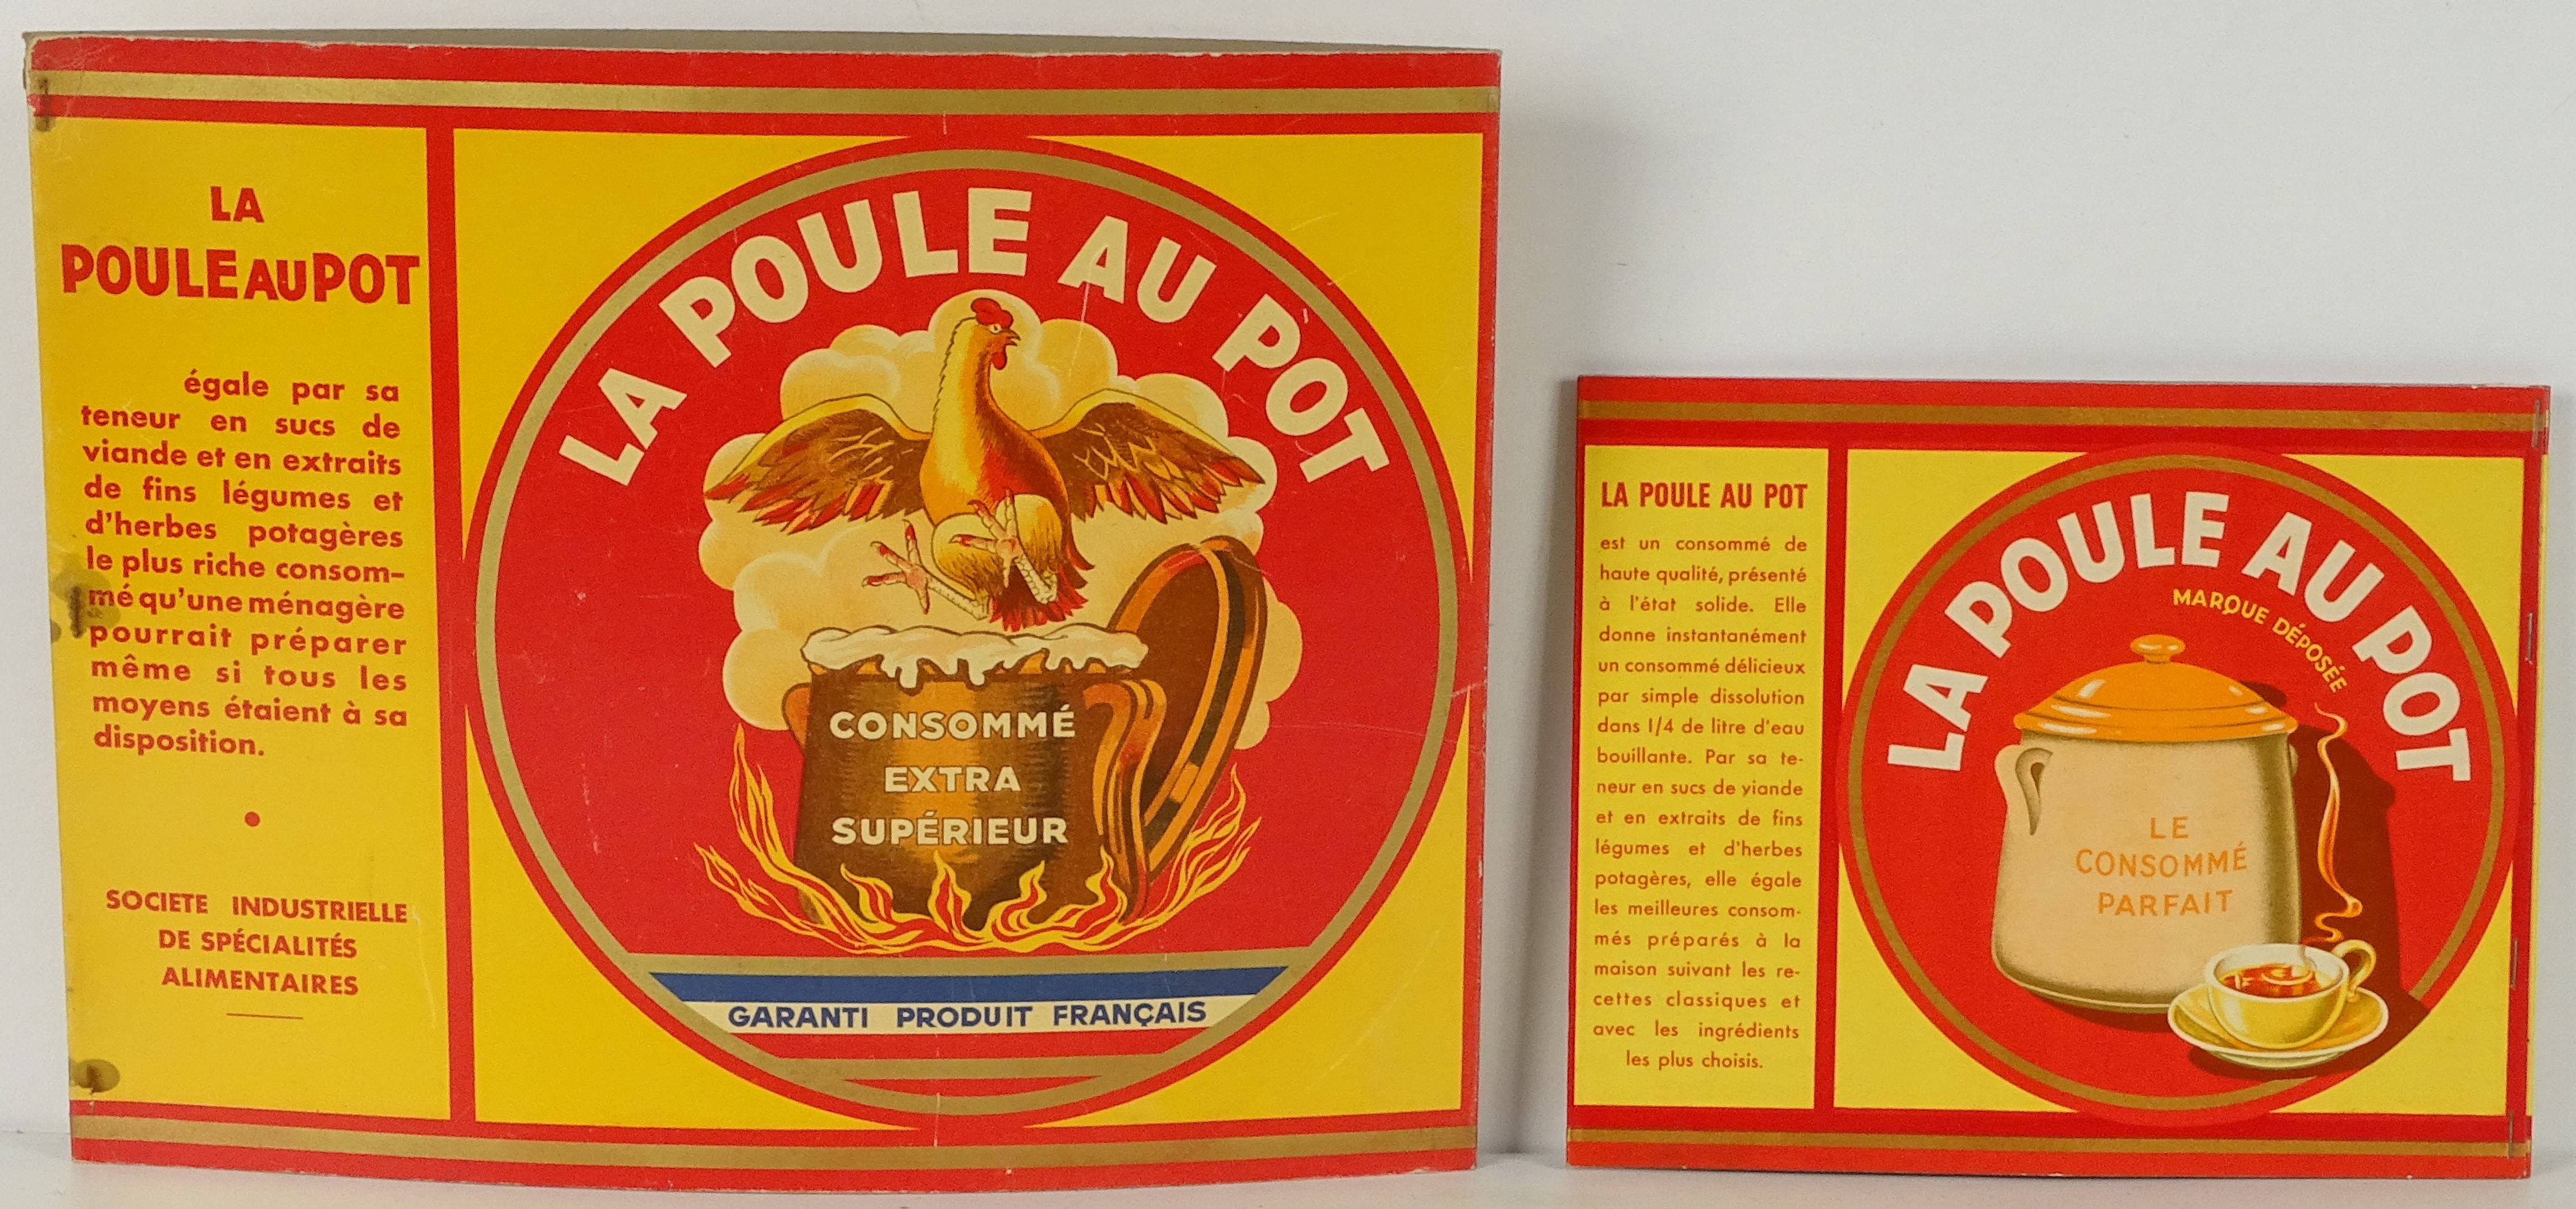 LA
POULE AU POT
égale par sa
teneur en sucs de
viande et en extraits
de fins légumes et
d'herbes potagères
le plus riche consom-
mé qu'une ménagère
pourrait préparer
même si tous les
moyens étaient à sa
disposition.
SOCIETE INDUSTRIELLE
DE SPÉCIALITÉS
ALIMENTAIRES
LA POULE AU POT
CONSOMMÉ
EXTRA
SUPÉRIEUR
GARANTI PRODUIT FRANÇAIS
LA POULE AU POT
est un consommé de
haute qualité, présenté
à l'état solide. Elle
donne instantanément
un consommé délicieux
par simple dissolution
dans 1/4 de litre d'eau
bouillante. Par sa te-
neur en sucs de viande
et en extraits de fins
légumes et d'herbes
potagères, elle égale
les meilleures consom-
més préparés à la
maison suivant les re-
cettes classiques et
avec les ingrédients
les plus choisis.
LA POULE AU POT
MARQUE DÉPOSÉE
LE
CONSOMMÉ
PARFAIT